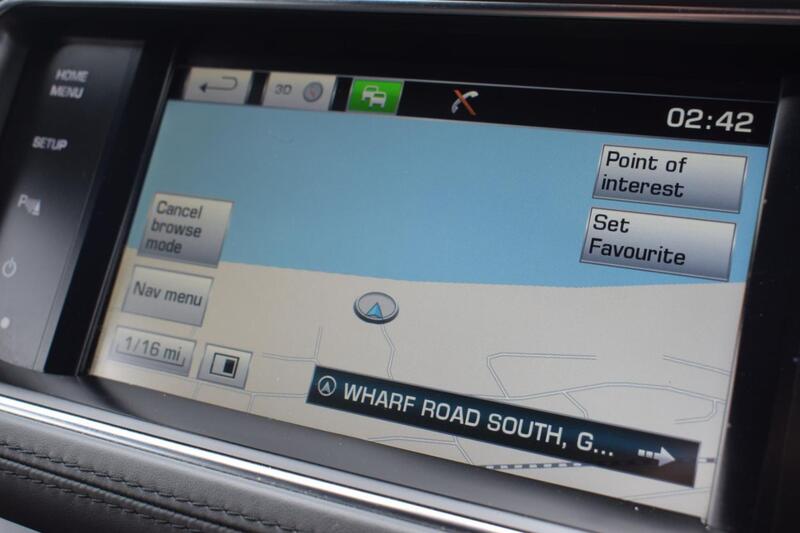 HOME
MENU
SETUP
P
3D
02:42
Point of
interest
Set
Favourite
Cancel
browse
mode
Nav menu
1/16 mi
WHARF ROAD SOUTH, G...